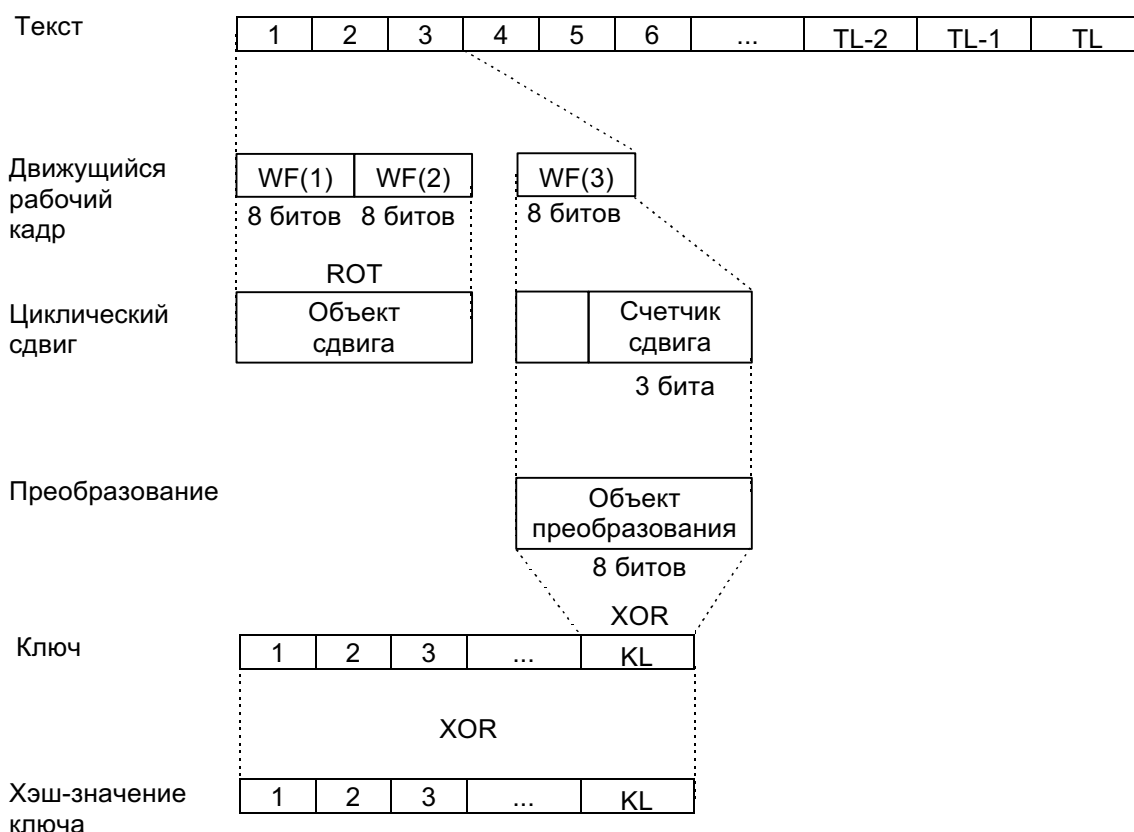 Текст
1 2 3 4 5 6 ... TL-2 TL-1 TL
Движущийся
рабочий
кадр
WF(1) WF(2) WF(3)
8 битов 8 битов 8 битов
ROT
Циклический
сдвиг
Объект
сдвига
Счетчик
сдвига
3 бита
Преобразование
Объект
преобразования
8 битов
XOR
Ключ
1 2 3 ... KL
XOR
Хэш-значение
ключа
1 2 3 ... KL